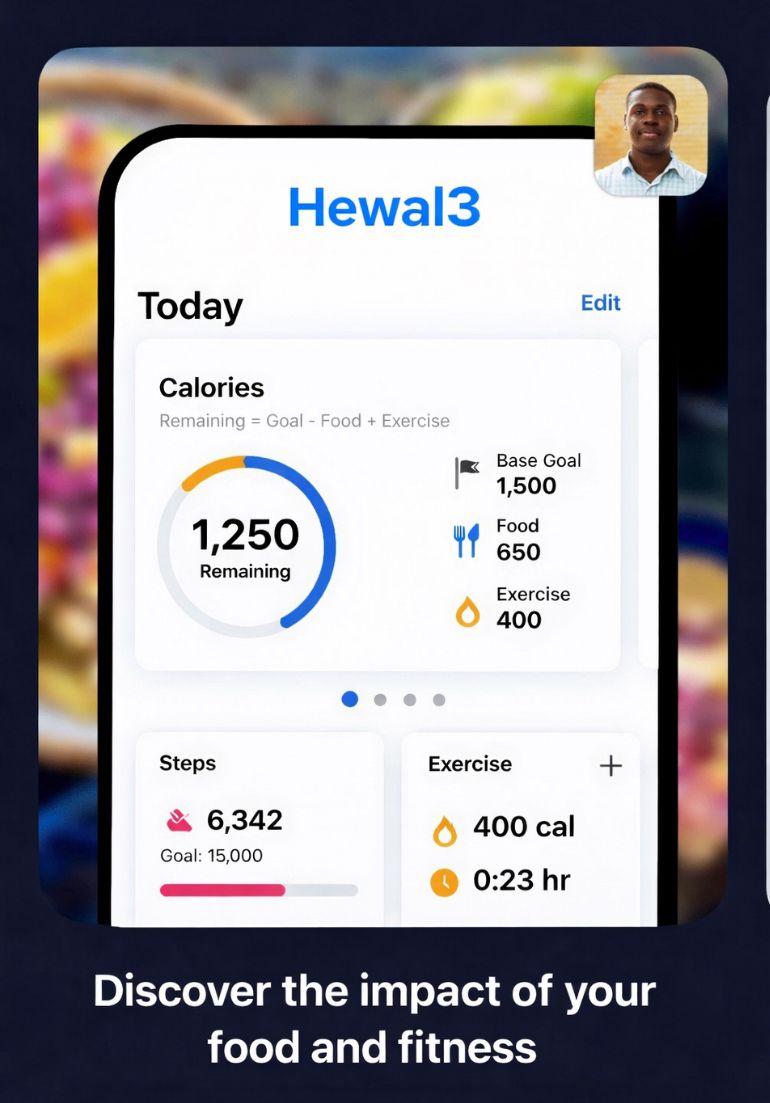 Hewal3
Today
Edit
Calories
Remaining = Goal - Food + Exercise
1,250
Remaining
Base Goal
1,500
Food
650
Exercise
400
Steps
6,342
Goal: 15,000
Exercise
400 cal
0:23 hr
Discover the impact of your
food and fitness